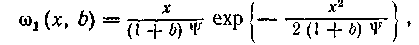 ω₁ (x, b) = x / ((1 + b) Ψ) exp {− x² / (2 (1 + b) Ψ)} ,